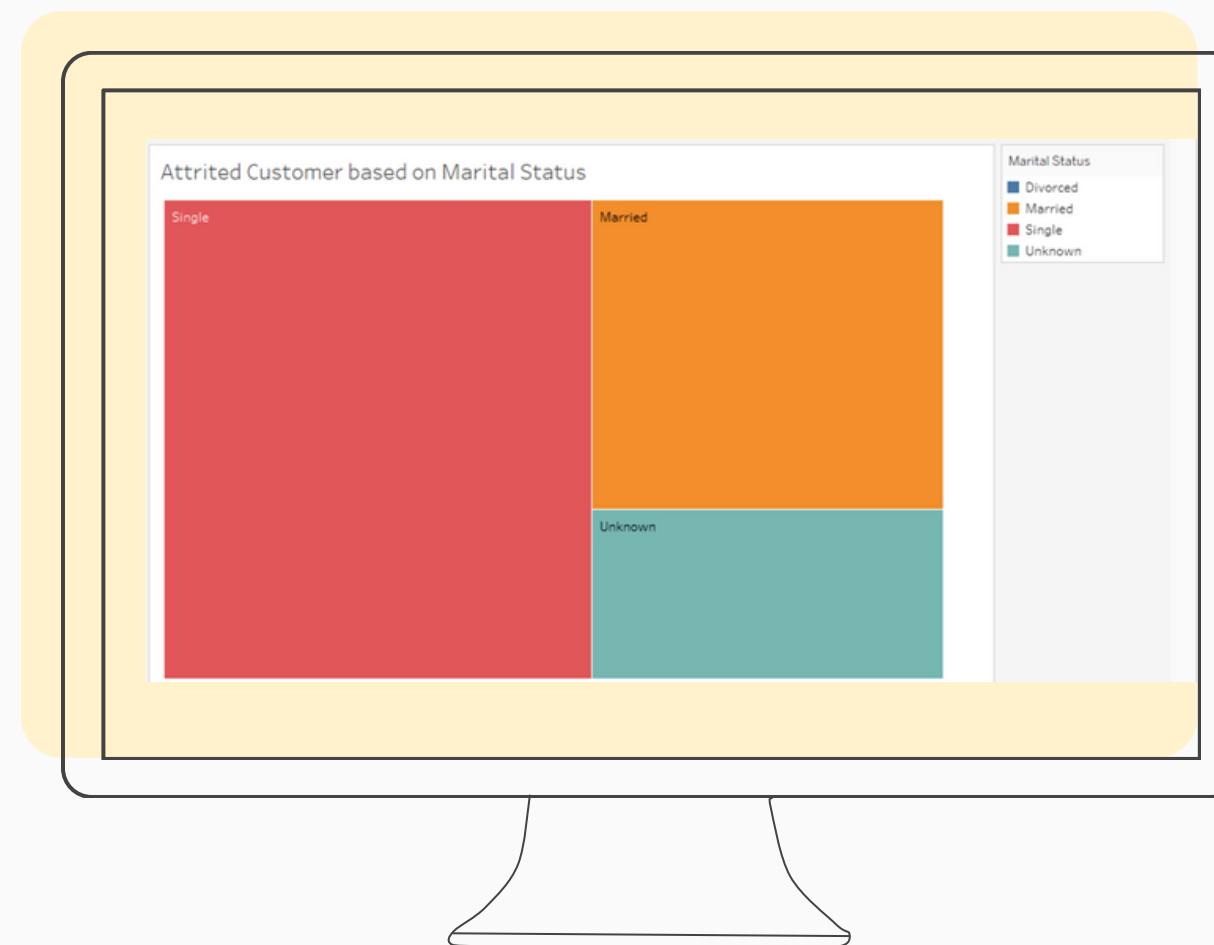 Attrited Customer based on Marital Status
Single
Married
Unknown
Marital Status
Divorced
Married
Single
Unknown